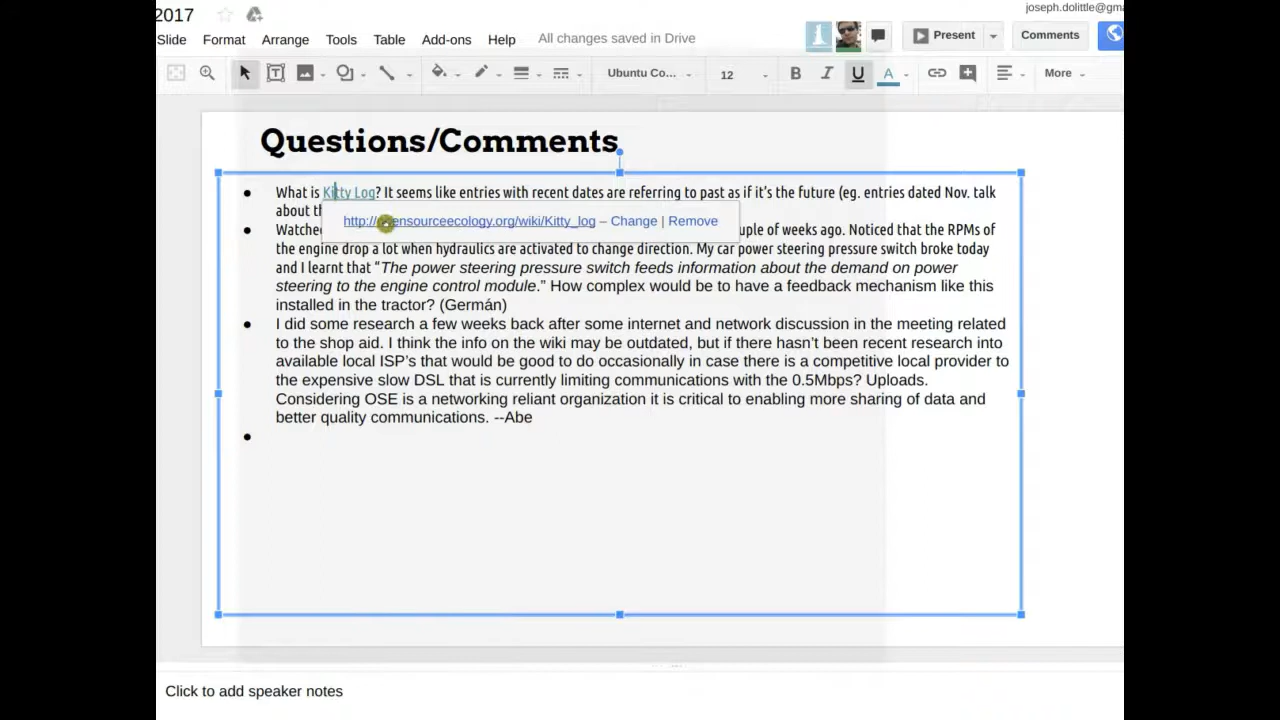 2017
joseph.dolittle@gma
Slide Format Arrange Tools Table Add-ons Help All changes saved in Drive
Present Comments
Ubuntu Co... 12 B I U A More
Questions/Comments
What is Kitty Log? It seems like entries with recent dates are referring to past as if it's the future (eg. entries dated Nov. talk
about th
http://opensourceecology.org/wiki/Kitty_log – Change | Remove
Watched uple of weeks ago. Noticed that the RPMs of
the engine drop a lot when hydraulics are activated to change direction. My car power steering pressure switch broke today
and I learnt that “The power steering pressure switch feeds information about the demand on power
steering to the engine control module.” How complex would be to have a feedback mechanism like this
installed in the tractor? (Germán)
I did some research a few weeks back after some internet and network discussion in the meeting related
to the shop aid. I think the info on the wiki may be outdated, but if there hasn’t been recent research into
available local ISP’s that would be good to do occasionally in case there is a competitive local provider to
the expensive slow DSL that is currently limiting communications with the 0.5Mbps? Uploads.
Considering OSE is a networking reliant organization it is critical to enabling more sharing of data and
better quality communications. --Abe
Click to add speaker notes